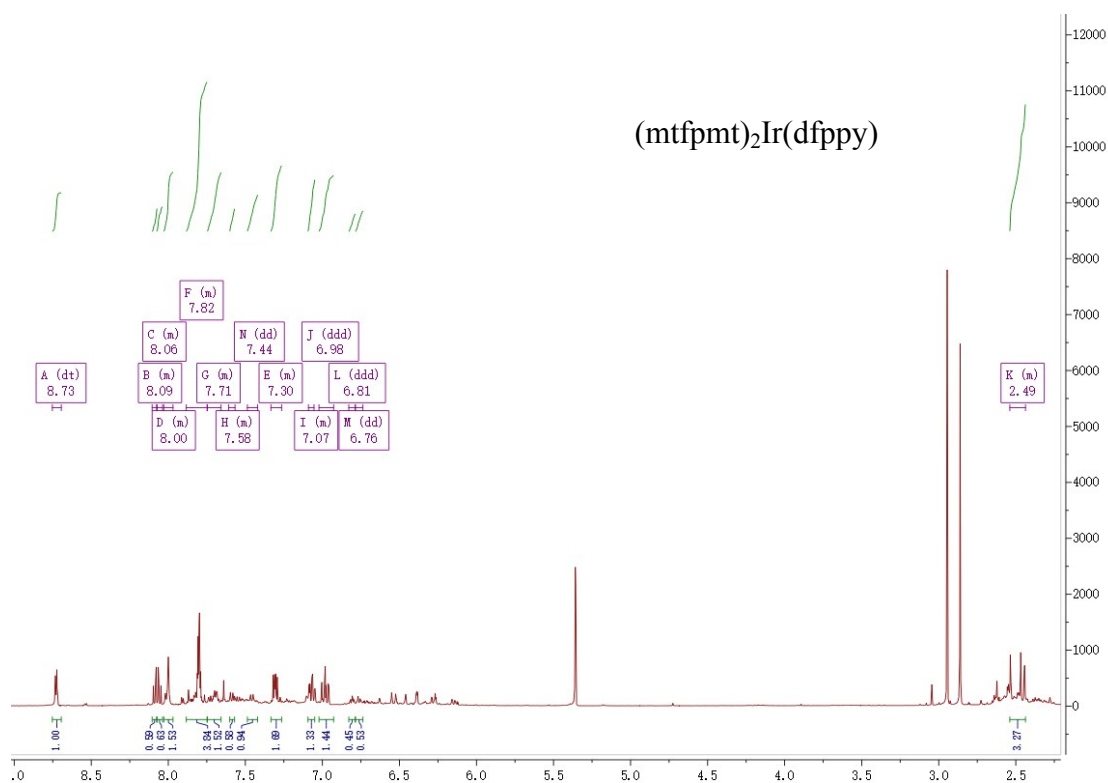 (mtfpmt)2Ir(dfppy)
12000
11000
10000
9000
8000
7000
6000
5000
4000
3000
2000
1000
0
F (m)
7.82
C (m)
8.06
N (dd)
7.44
J (ddd)
6.98
A (dt)
8.73
B (m)
8.09
G (m)
7.71
E (m)
7.30
L (ddd)
6.81
K (m)
2.49
D (m)
8.00
H (m)
7.58
I (m)
7.07
M (dd)
6.76
1.00
0.59
0.63
1.53
3.84
1.52
0.58
0.94
1.69
1.33
1.44
0.45
0.53
3.27
.0 8.5 8.0 7.5 7.0 6.5 6.0 5.5 5.0 4.5 4.0 3.5 3.0 2.5